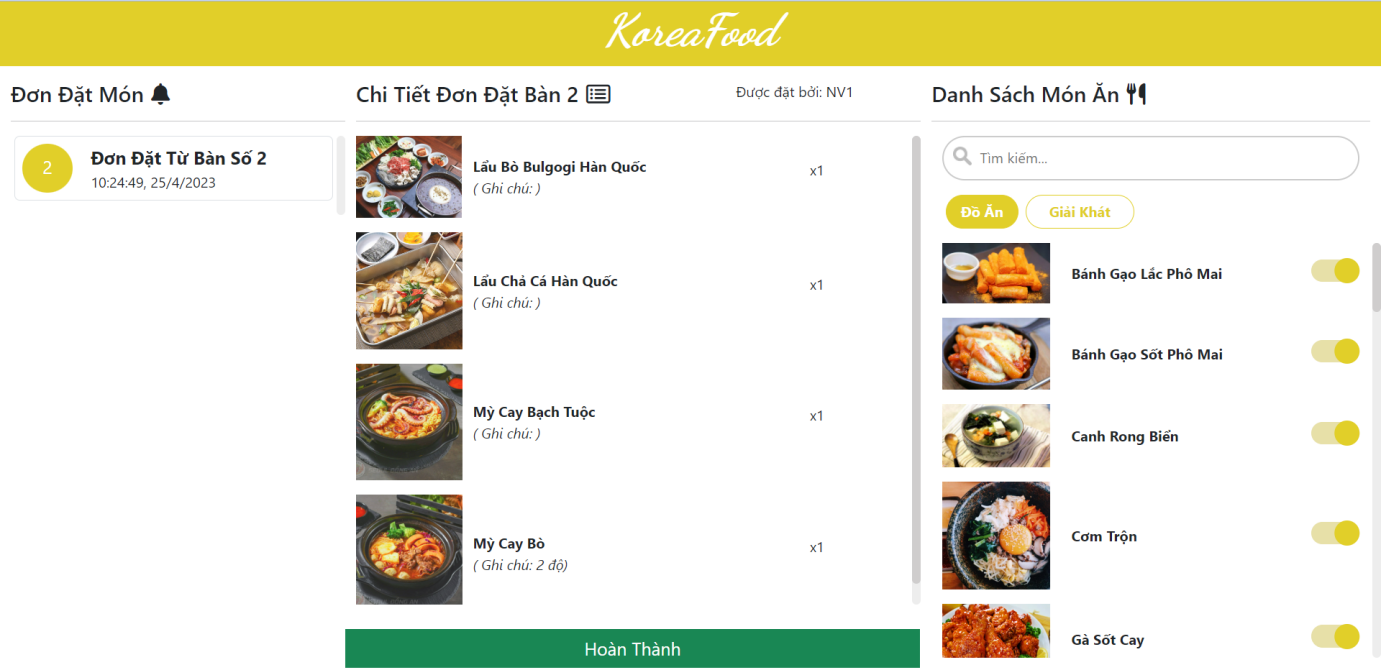 KoreaFood
Đơn Đặt Món
2
Đơn Đặt Từ Bàn Số 2
10:24:49, 25/4/2023
Chi Tiết Đơn Đặt Bàn 2
Được đặt bởi: NV1
Lẩu Bò Bulgogi Hàn Quốc
( Ghi chú: )
x1
Lẩu Chả Cá Hàn Quốc
( Ghi chú: )
x1
Mỳ Cay Bạch Tuộc
( Ghi chú: )
x1
Mỳ Cay Bò
( Ghi chú: 2 độ)
x1
Hoàn Thành
Danh Sách Món Ăn
Tìm kiếm...
Đồ Ăn
Giải Khát
Bánh Gạo Lắc Phô Mai
Bánh Gạo Sốt Phô Mai
Canh Rong Biển
Cơm Trộn
Gà Sốt Cay